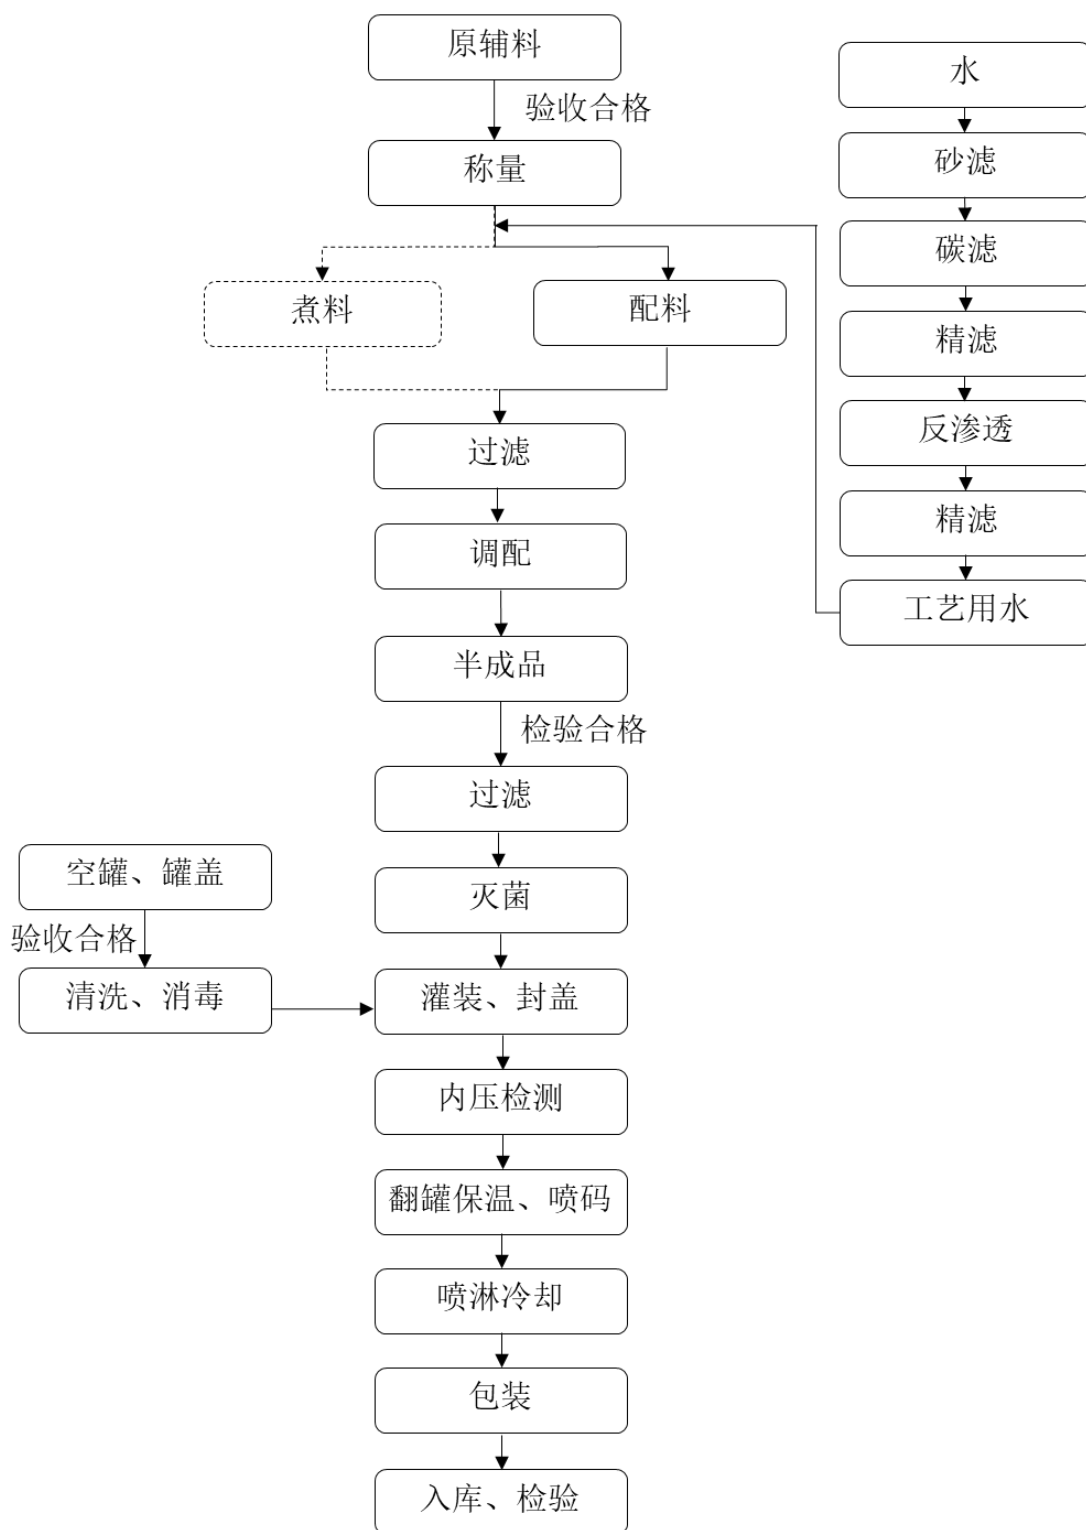 原辅料
验收合格
称量
煮料
配料
过滤
调配
半成品
检验合格
过滤
灭菌
灌装、封盖
内压检测
翻罐保温、喷码
喷淋冷却
包装
入库、检验
水
砂滤
碳滤
精滤
反渗透
精滤
工艺用水
空罐、罐盖
验收合格
清洗、消毒